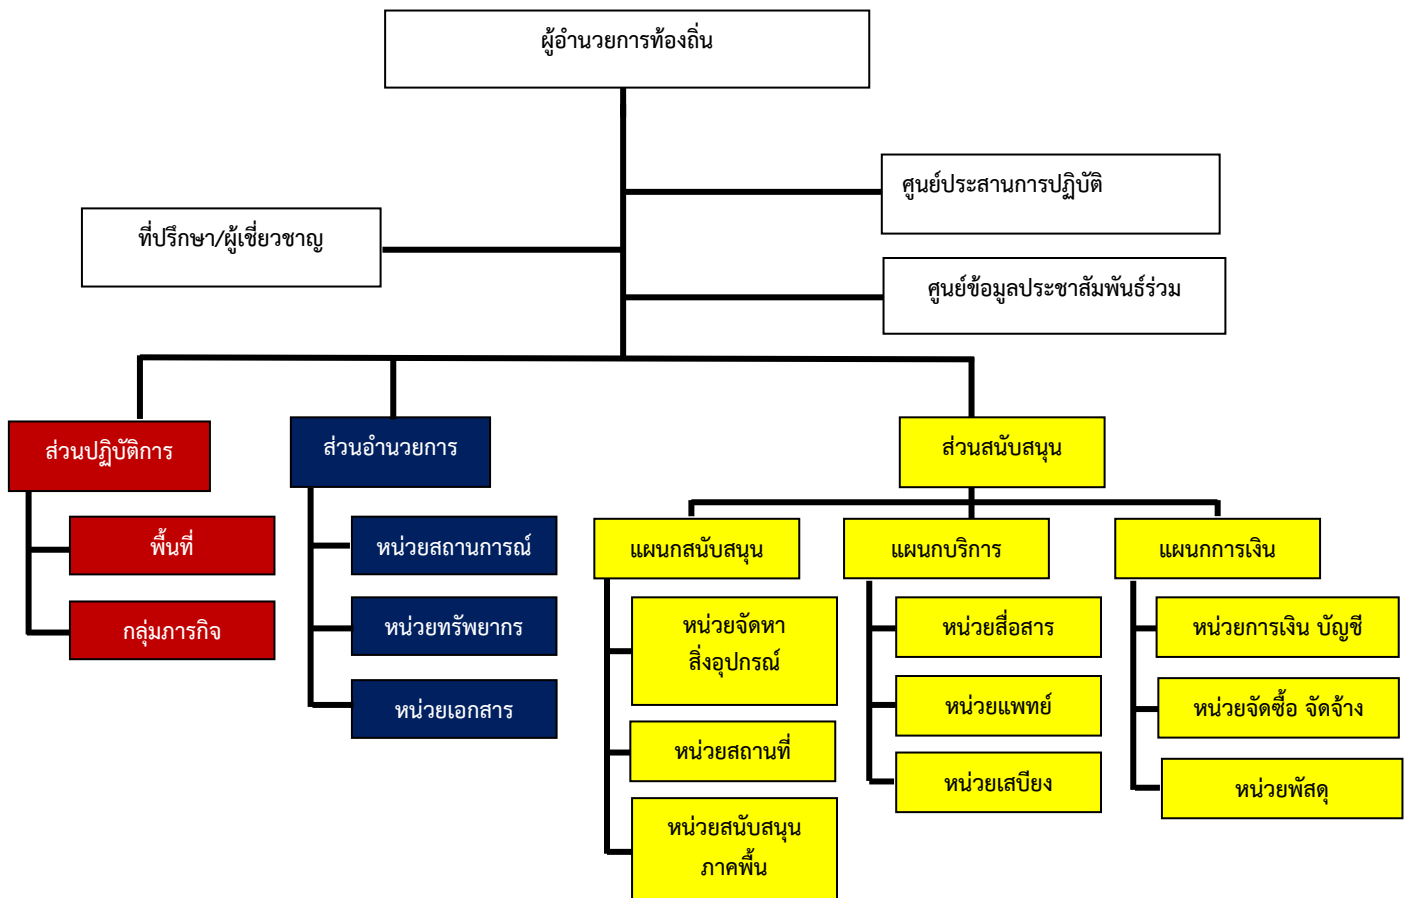 ผู้อำนวยการท้องถิ่น
ศูนย์ประสานการปฏิบัติ
ที่ปรึกษา/ผู้เชี่ยวชาญ
ศูนย์ข้อมูลประชาสัมพันธ์ร่วม
ส่วนปฏิบัติการ
พื้นที่
กลุ่มภารกิจ
ส่วนอำนวยการ
หน่วยสถานการณ์
หน่วยทรัพยากร
หน่วยเอกสาร
ส่วนสนับสนุน
แผนกสนับสนุน
หน่วยจัดหา
สิ่งอุปกรณ์
หน่วยสถานที่
หน่วยสนับสนุน
ภาคพื้น
แผนกบริการ
หน่วยสื่อสาร
หน่วยแพทย์
หน่วยเสบียง
แผนกการเงิน
หน่วยการเงิน บัญชี
หน่วยจัดซื้อ จัดจ้าง
หน่วยพัสดุ